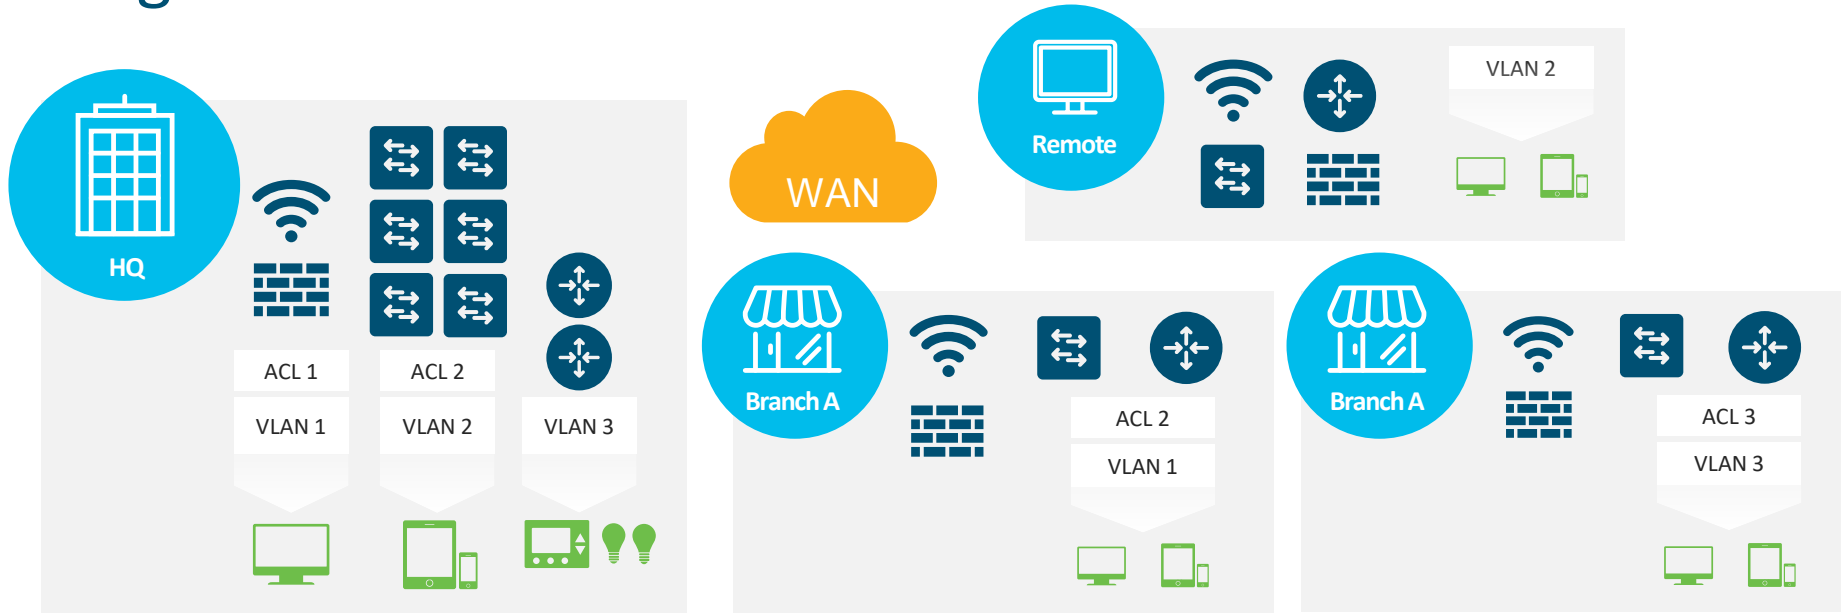 HQ
ACL 1
ACL 2
VLAN 1
VLAN 2
VLAN 3
WAN
Remote
VLAN 2
Branch A
ACL 2
VLAN 1
Branch A
ACL 3
VLAN 3